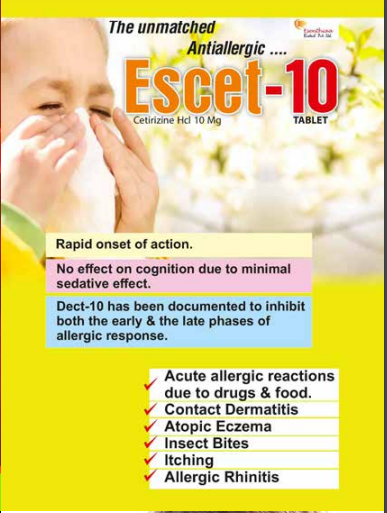 The unmatched
Antiallergic ....
Escet-10
Cetirizine Hcl 10 Mg TABLET
Rapid onset of action.
No effect on cognition due to minimal
sedative effect.
Dect-10 has been documented to inhibit
both the early & the late phases of
allergic response.
Acute allergic reactions
due to drugs & food.
Contact Dermatitis
Atopic Eczema
Insect Bites
Itching
Allergic Rhinitis